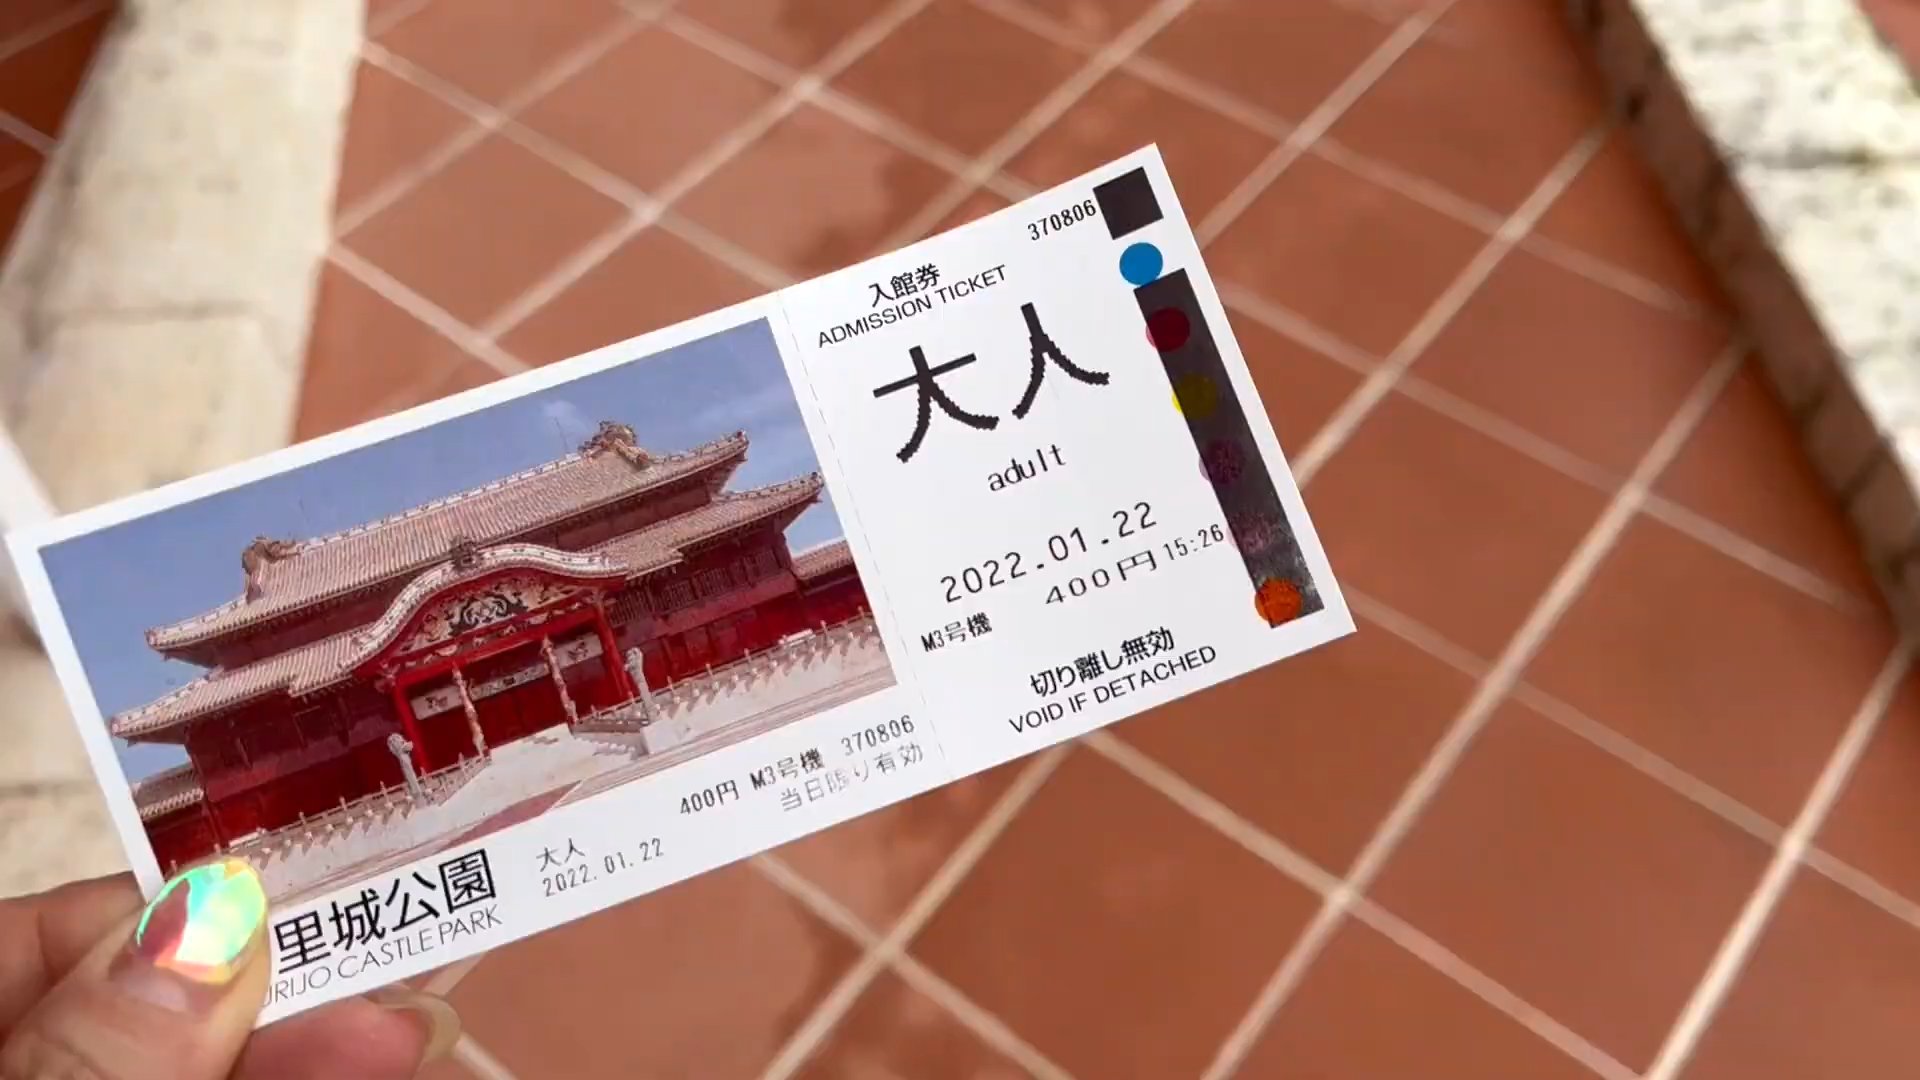 370806
入館券
ADMISSION TICKET
大人
adult
2022.01.22
400円 15:26
M3号機
切り離し無効
VOID IF DETACHED
400円 M3号機 370806
当日限り有効
大人
2022.01.22
里城公園
RIJO CASTLE PARK